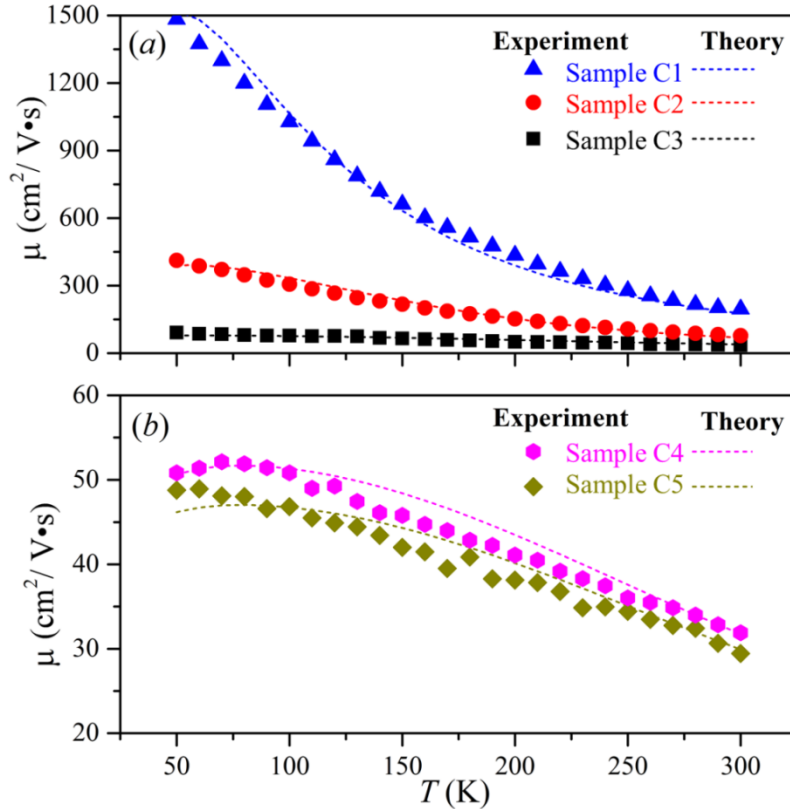 1500
1200
900
600
300
0
μ (cm²/ V•s)
(a)
Experiment Theory
Sample C1
Sample C2
Sample C3
60
50
40
30
20
μ (cm²/ V•s)
(b)
Experiment Theory
Sample C4
Sample C5
50 100 150 200 250 300
T (K)